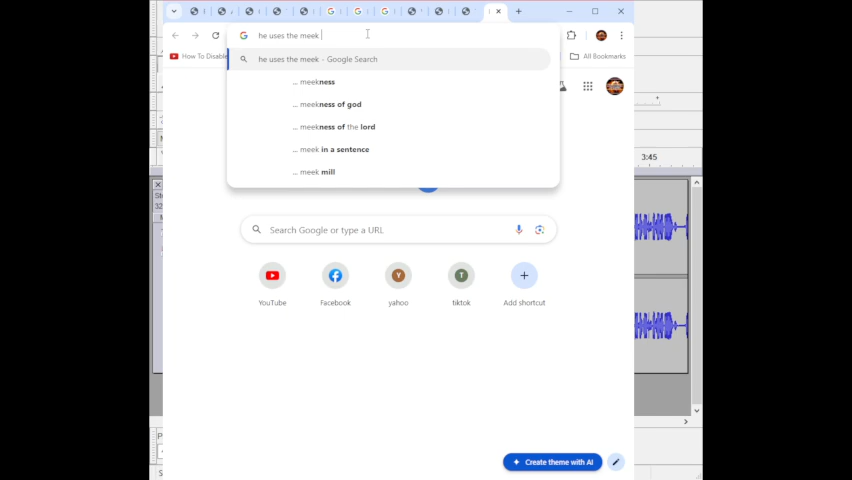 he uses the meek
How To Disable
All Bookmarks
he uses the meek - Google Search
... meekness
... meekness of god
... meekness of the lord
... meek in a sentence
... meek mill
3:45
Search Google or type a URL
YouTube
Facebook
Y
yahoo
T
tiktok
Add shortcut
Create theme with AI